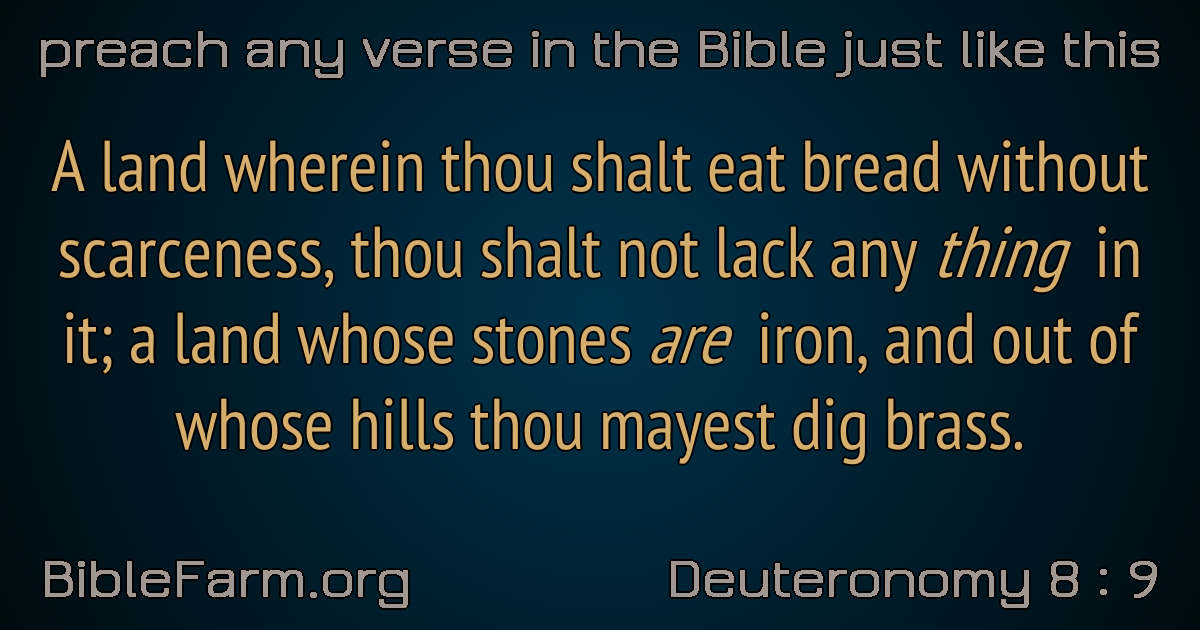 preach any verse in the Bible just like this
A land wherein thou shalt eat bread without
scarceness, thou shalt not lack any thing in
it; a land whose stones are iron, and out of
whose hills thou mayest dig brass.
BibleFarm.org
Deuteronomy 8 : 9